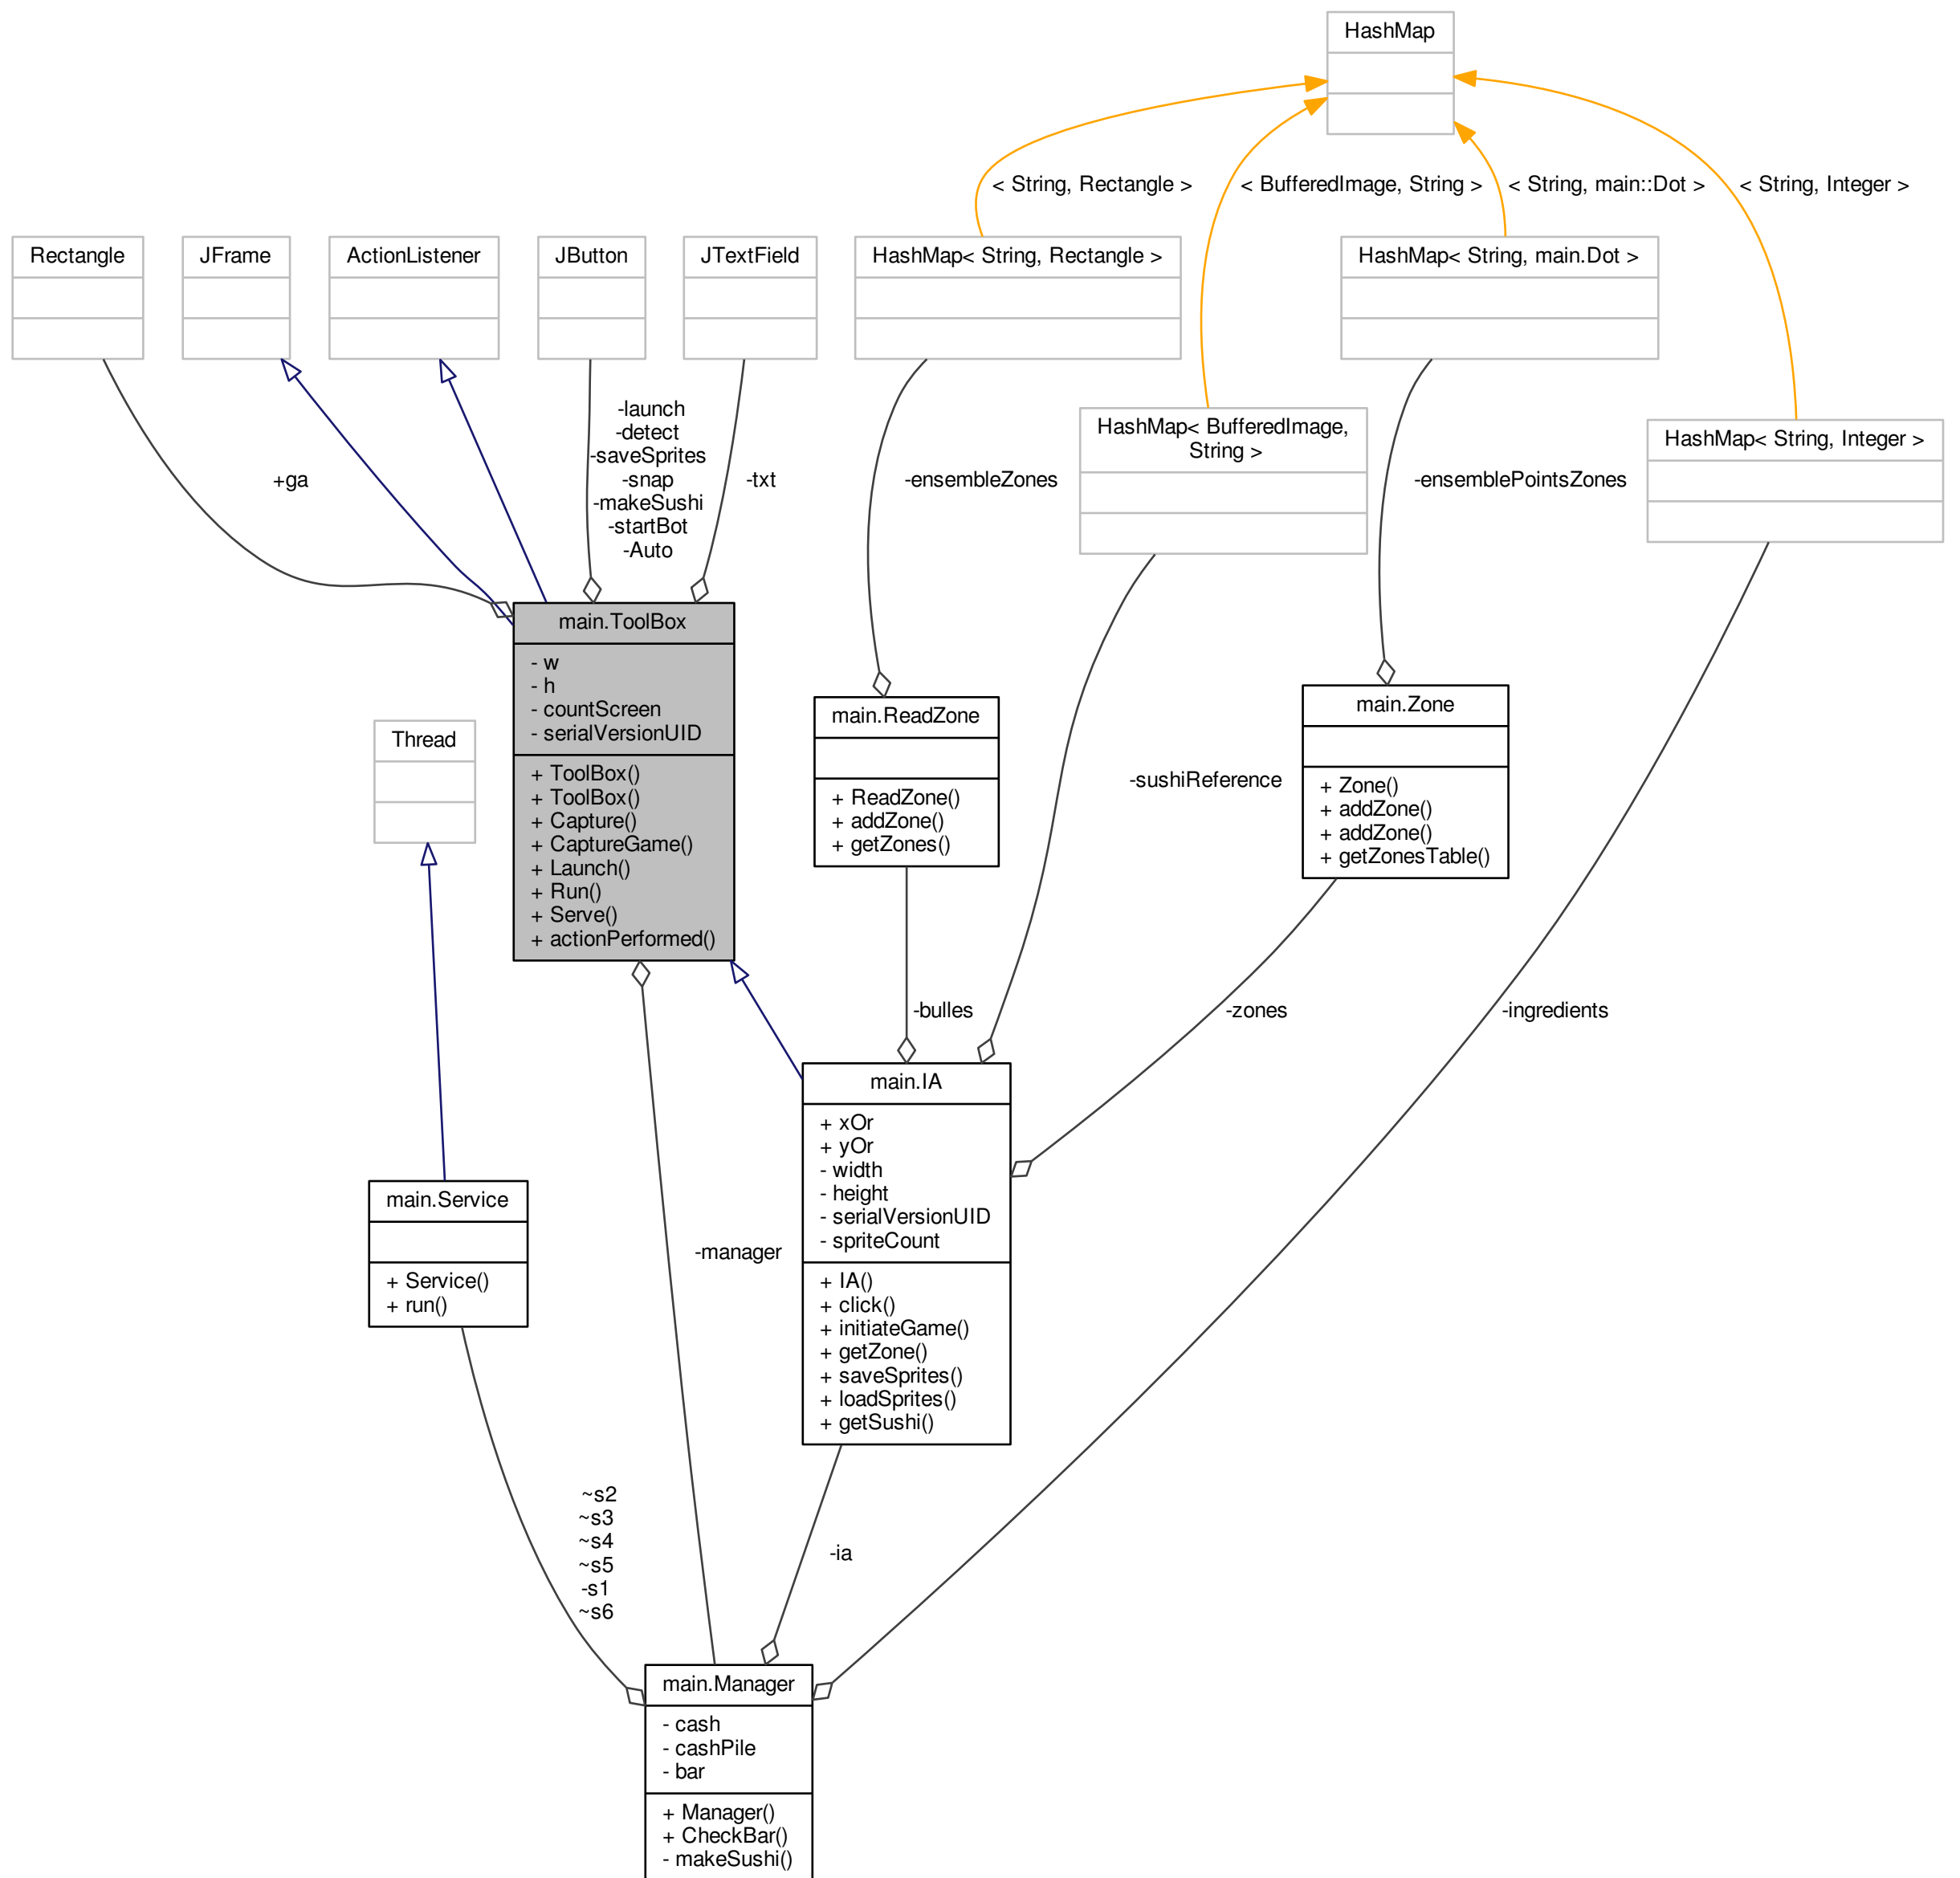 HashMap
< String, Rectangle >
< BufferedImage, String >
< String, main::Dot >
< String, Integer >
Rectangle
JFrame
ActionListener
JButton
JTextField
HashMap< String, Rectangle >
HashMap< String, main.Dot >
HashMap< BufferedImage,
String >
HashMap< String, Integer >
+ga
-launch
-detect
-saveSprites
-snap
-makeSushi
-startBot
-Auto
-txt
-ensembleZones
-ensemblePointsZones
main.ToolBox
- w
- h
- countScreen
- serialVersionUID
+ ToolBox()
+ ToolBox()
+ Capture()
+ CaptureGame()
+ Launch()
+ Run()
+ Serve()
+ actionPerformed()
Thread
main.ReadZone
+ ReadZone()
+ addZone()
+ getZones()
-sushiReference
main.Zone
+ Zone()
+ addZone()
+ addZone()
+ getZonesTable()
-bulles
-zones
-ingredients
main.IA
+ xOr
+ yOr
- width
- height
- serialVersionUID
- spriteCount
+ IA()
+ click()
+ initiateGame()
+ getZone()
+ saveSprites()
+ loadSprites()
+ getSushi()
main.Service
+ Service()
+ run()
-manager
~s2
~s3
~s4
~s5
-s1
~s6
-ia
main.Manager
- cash
- cashPile
- bar
+ Manager()
+ CheckBar()
- makeSushi()